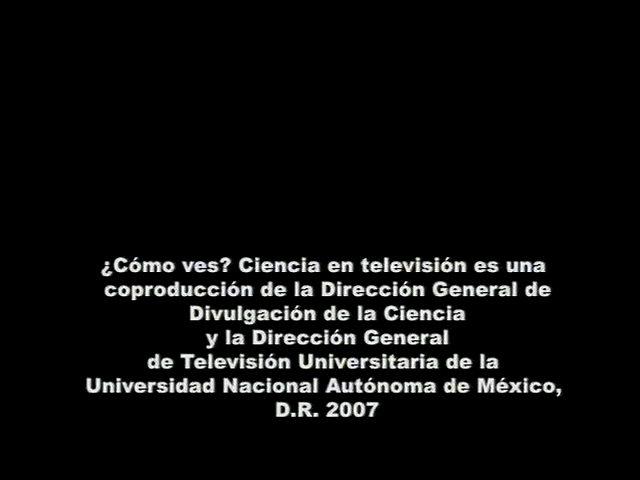 ¿Cómo ves? Ciencia en televisión es una
coproducción de la Dirección General de
Divulgación de la Ciencia
y la Dirección General
de Televisión Universitaria de la
Universidad Nacional Autónoma de México,
D.R. 2007